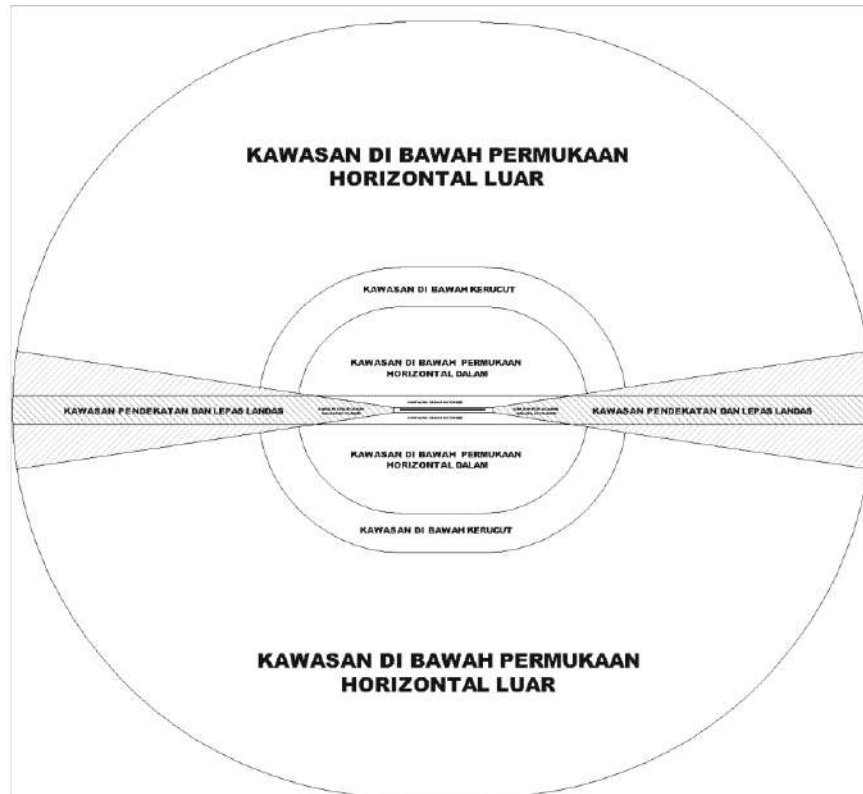 KAWASAN DI BAWAH PERMUKAAN
HORIZONTAL LUAR
KAWASAN DI BAWAH KERUCUT
KAWASAN DI BAWAH PERMUKAAN
HORIZONTAL DALAM
KAWASAN PENDEKATAN DAN LEPAS LANDAS
KAWASAN PENDEKATAN DAN LEPAS LANDAS
KAWASAN DI BAWAH PERMUKAAN
HORIZONTAL DALAM
KAWASAN DI BAWAH KERUCUT
KAWASAN DI BAWAH PERMUKAAN
HORIZONTAL LUAR